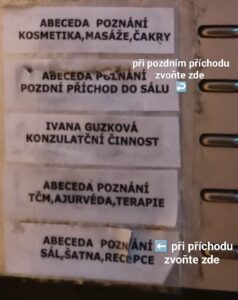 ABECEDA POZNÁNÍ
KOSMETIKA,MASÁŽE,ČAKRY
při pozdním příchodu
zvoňte zde
ABECEDA POZNÁNÍ
POZDNÍ PŘÍCHOD DO SÁLU
IVANA GUZKOVÁ
KONZULATČNÍ ČINNOST
ABECEDA POZNÁNÍ
TČM,AJURVÉDA,TERAPIE
ABECEDA POZNÁNÍ
SÁL,ŠATNA,RECEPCE
při příchodu
zvoňte zde